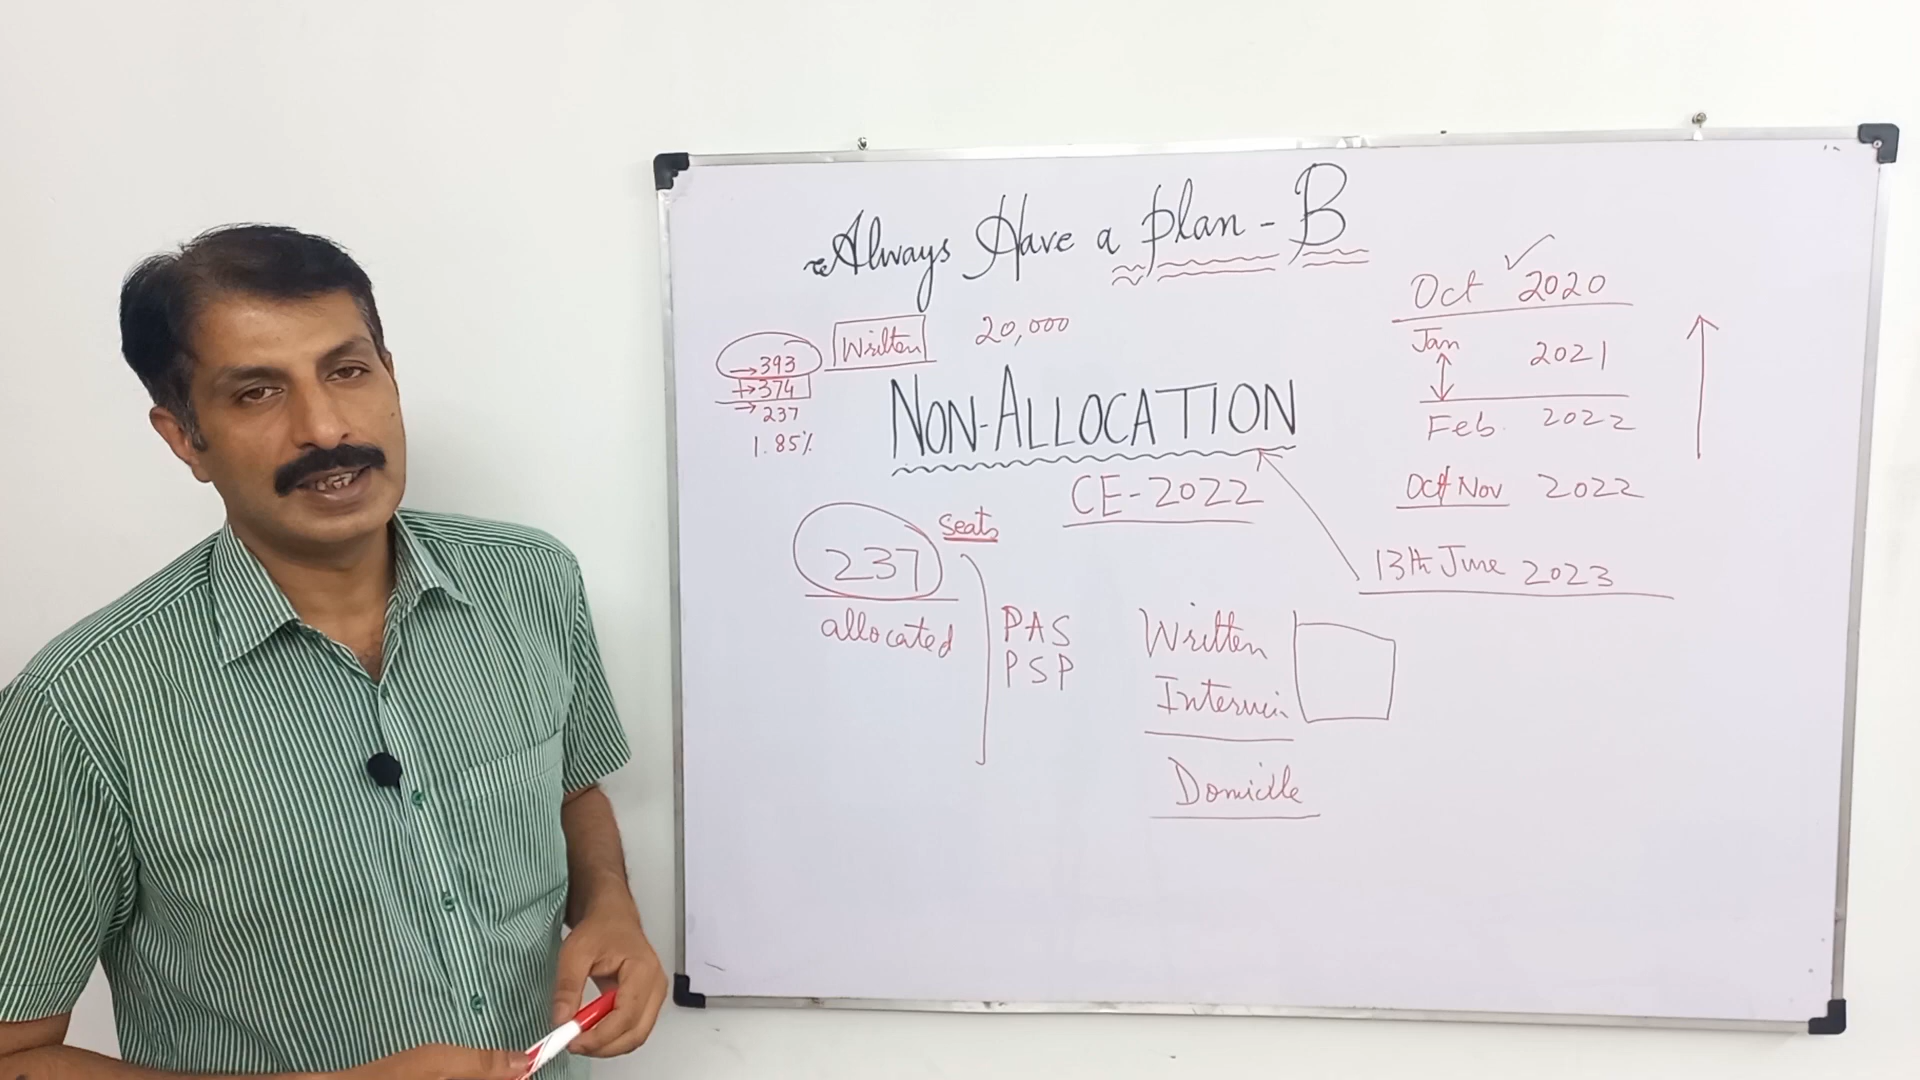 Always Have a plan - B
→393
+→374
→237
1.85%
Written
20,000
NON-ALLOCATION
CE-2022
237
Seats
allocated
PAS
PSP
Written
Intervi
Domicile
Oct 2020
Jan 2021
Feb. 2022
Oct Nov 2022
13th June 2023